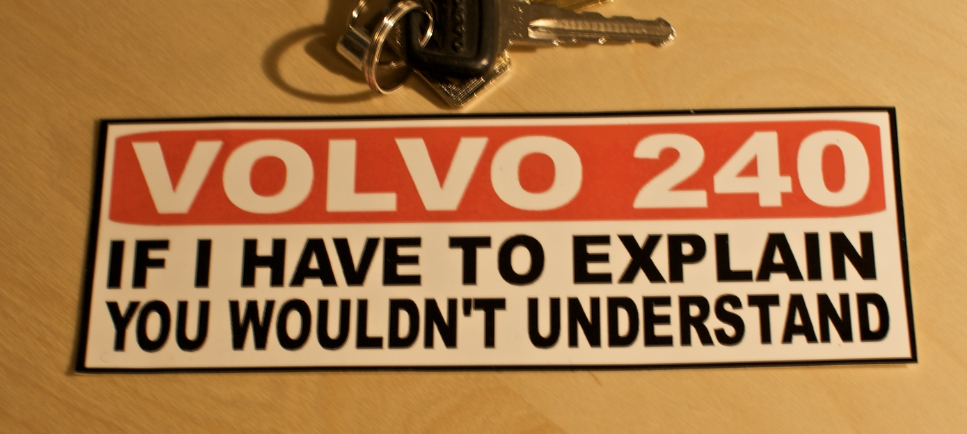 VOLVO 240
IF I HAVE TO EXPLAIN
YOU WOULDN'T UNDERSTAND